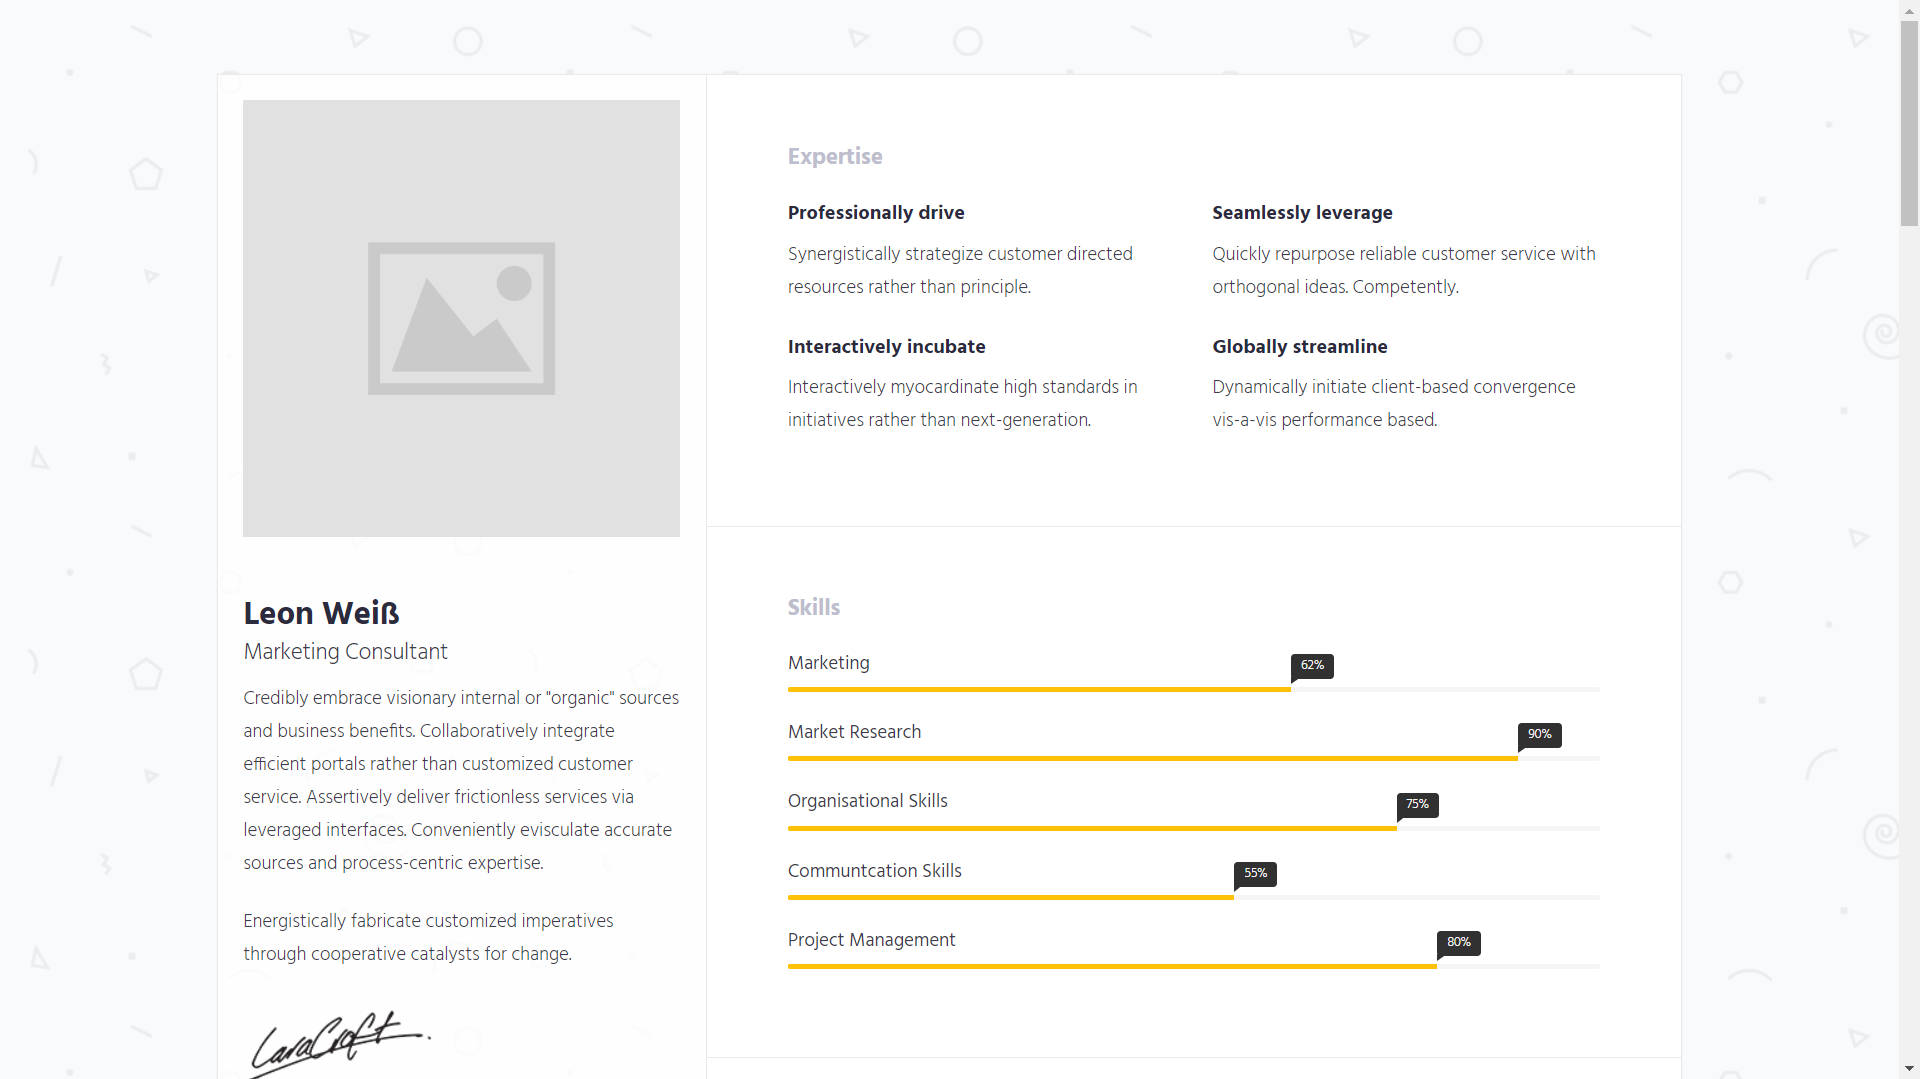 Leon Weiß
Marketing Consultant
Credibly embrace visionary internal or "organic" sources
and business benefits. Collaboratively integrate
efficient portals rather than customized customer
service. Assertively deliver frictionless services via
leveraged interfaces. Conveniently evisculate accurate
sources and process-centric expertise.
Energistically fabricate customized imperatives
through cooperative catalysts for change.
LaraCroft.
Expertise
Professionally drive
Synergistically strategize customer directed
resources rather than principle.
Seamlessly leverage
Quickly repurpose reliable customer service with
orthogonal ideas. Competently.
Interactively incubate
Interactively myocardinate high standards in
initiatives rather than next-generation.
Globally streamline
Dynamically initiate client-based convergence
vis-a-vis performance based.
Skills
Marketing
62%
Market Research
90%
Organisational Skills
75%
Communtcation Skills
55%
Project Management
80%